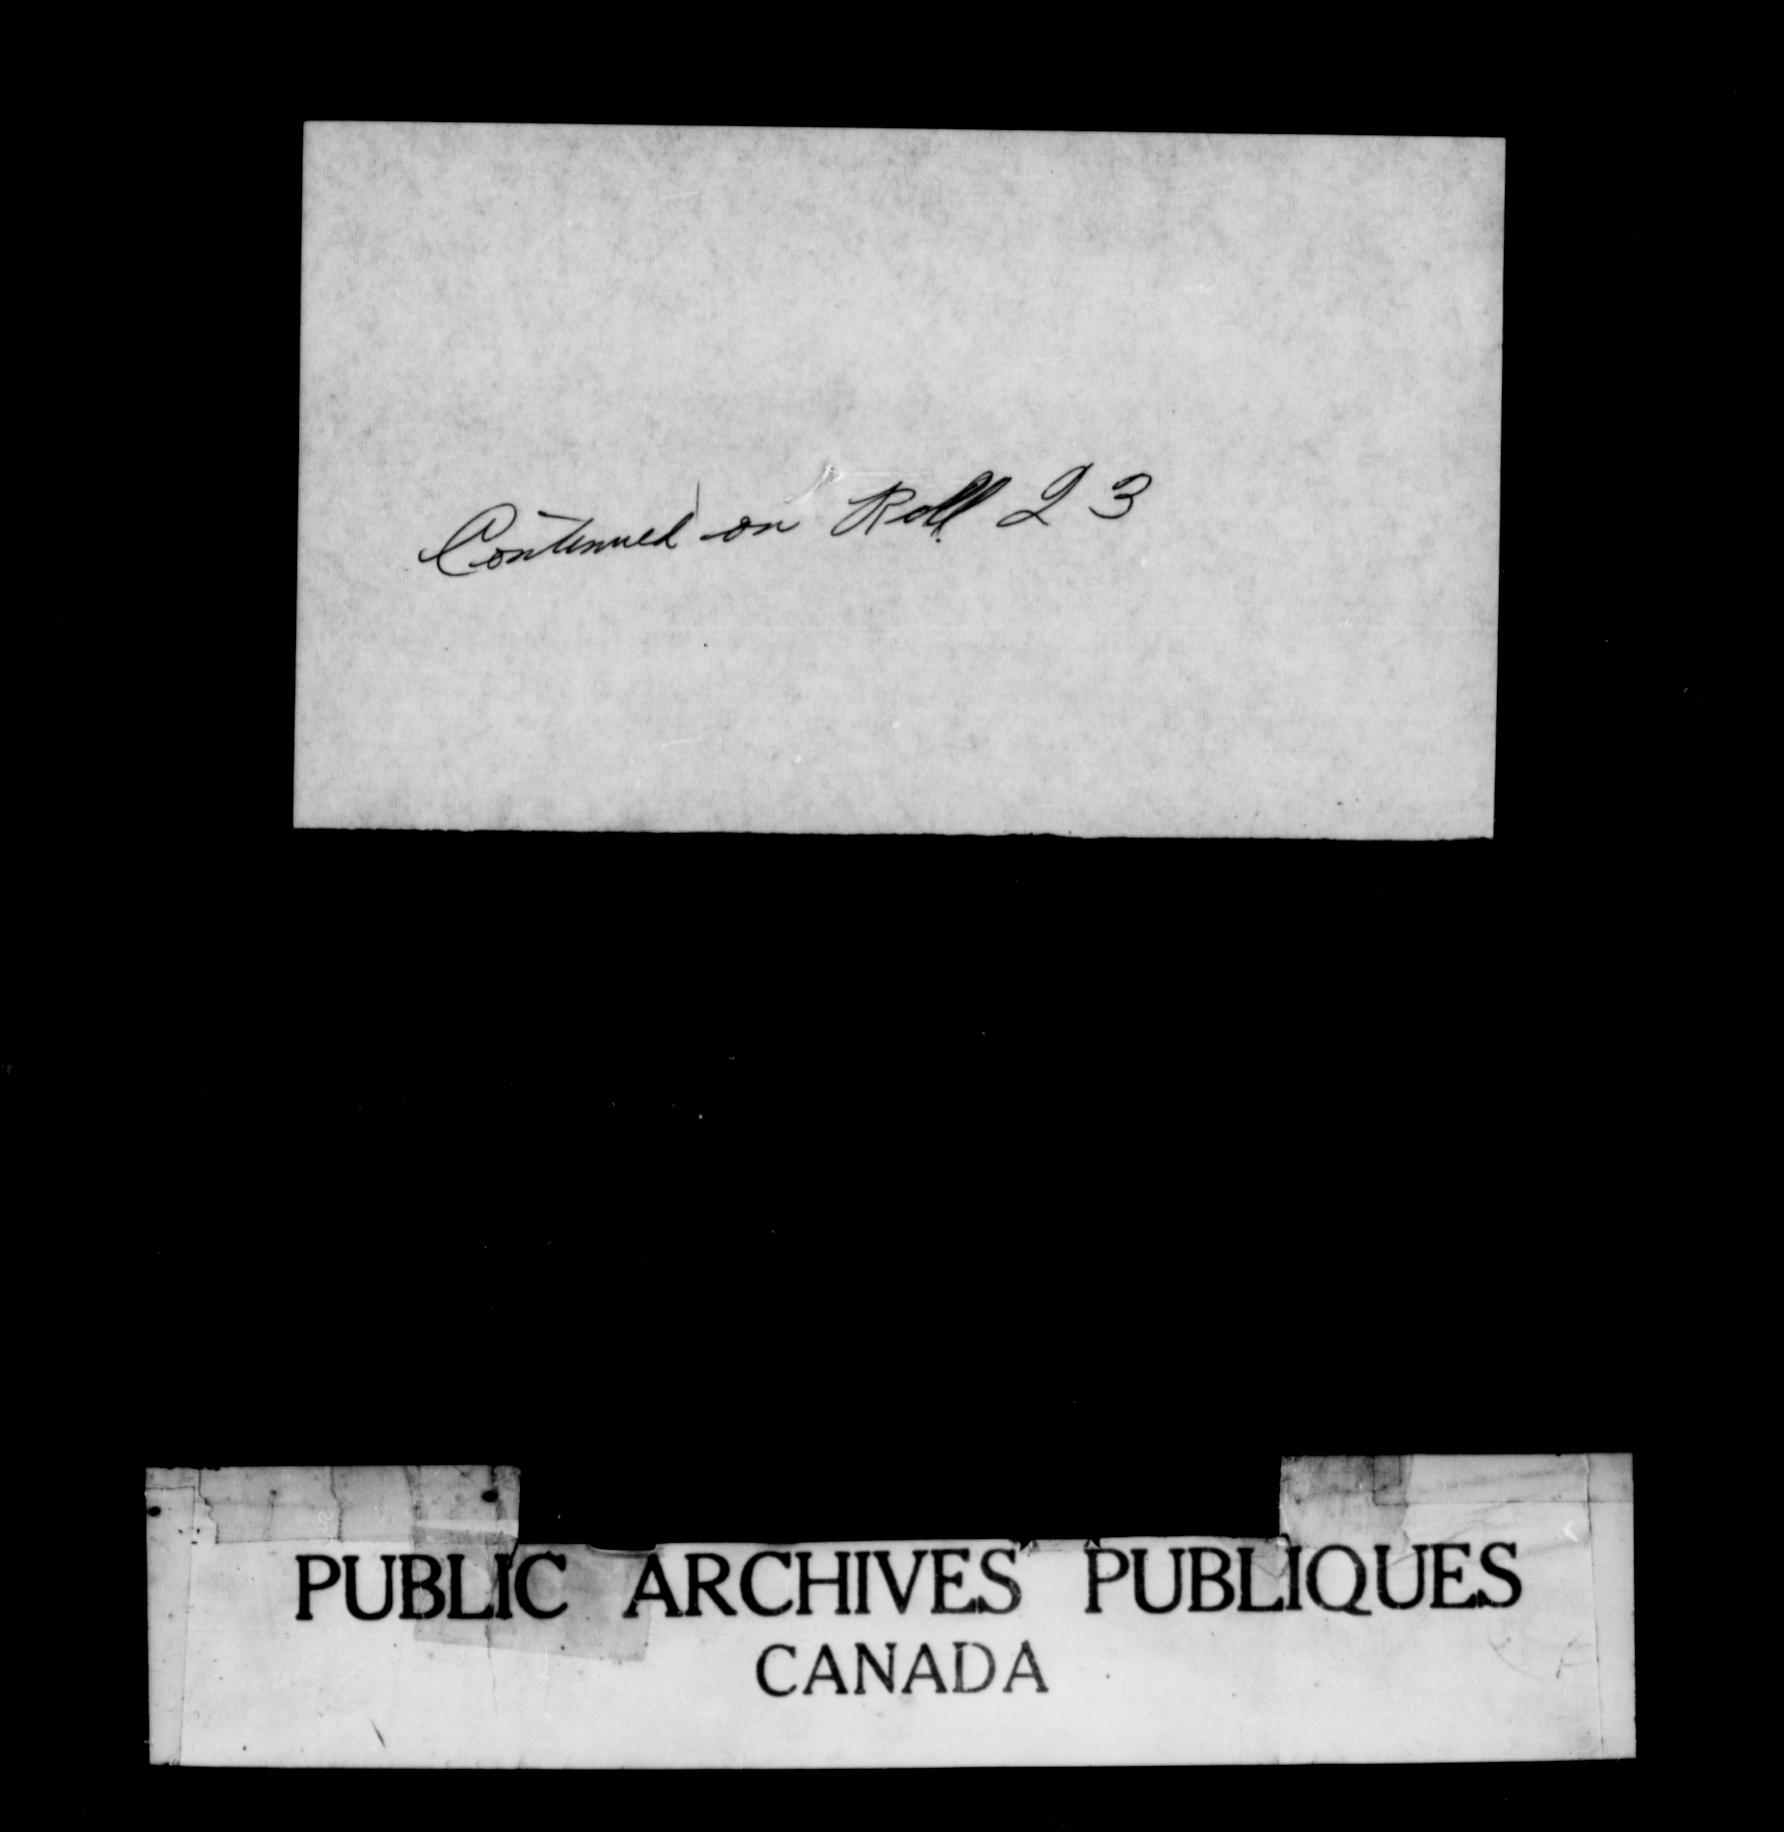 Continued on Roll 23
PUBLIC ARCHIVES PUBLIQUES
CANADA